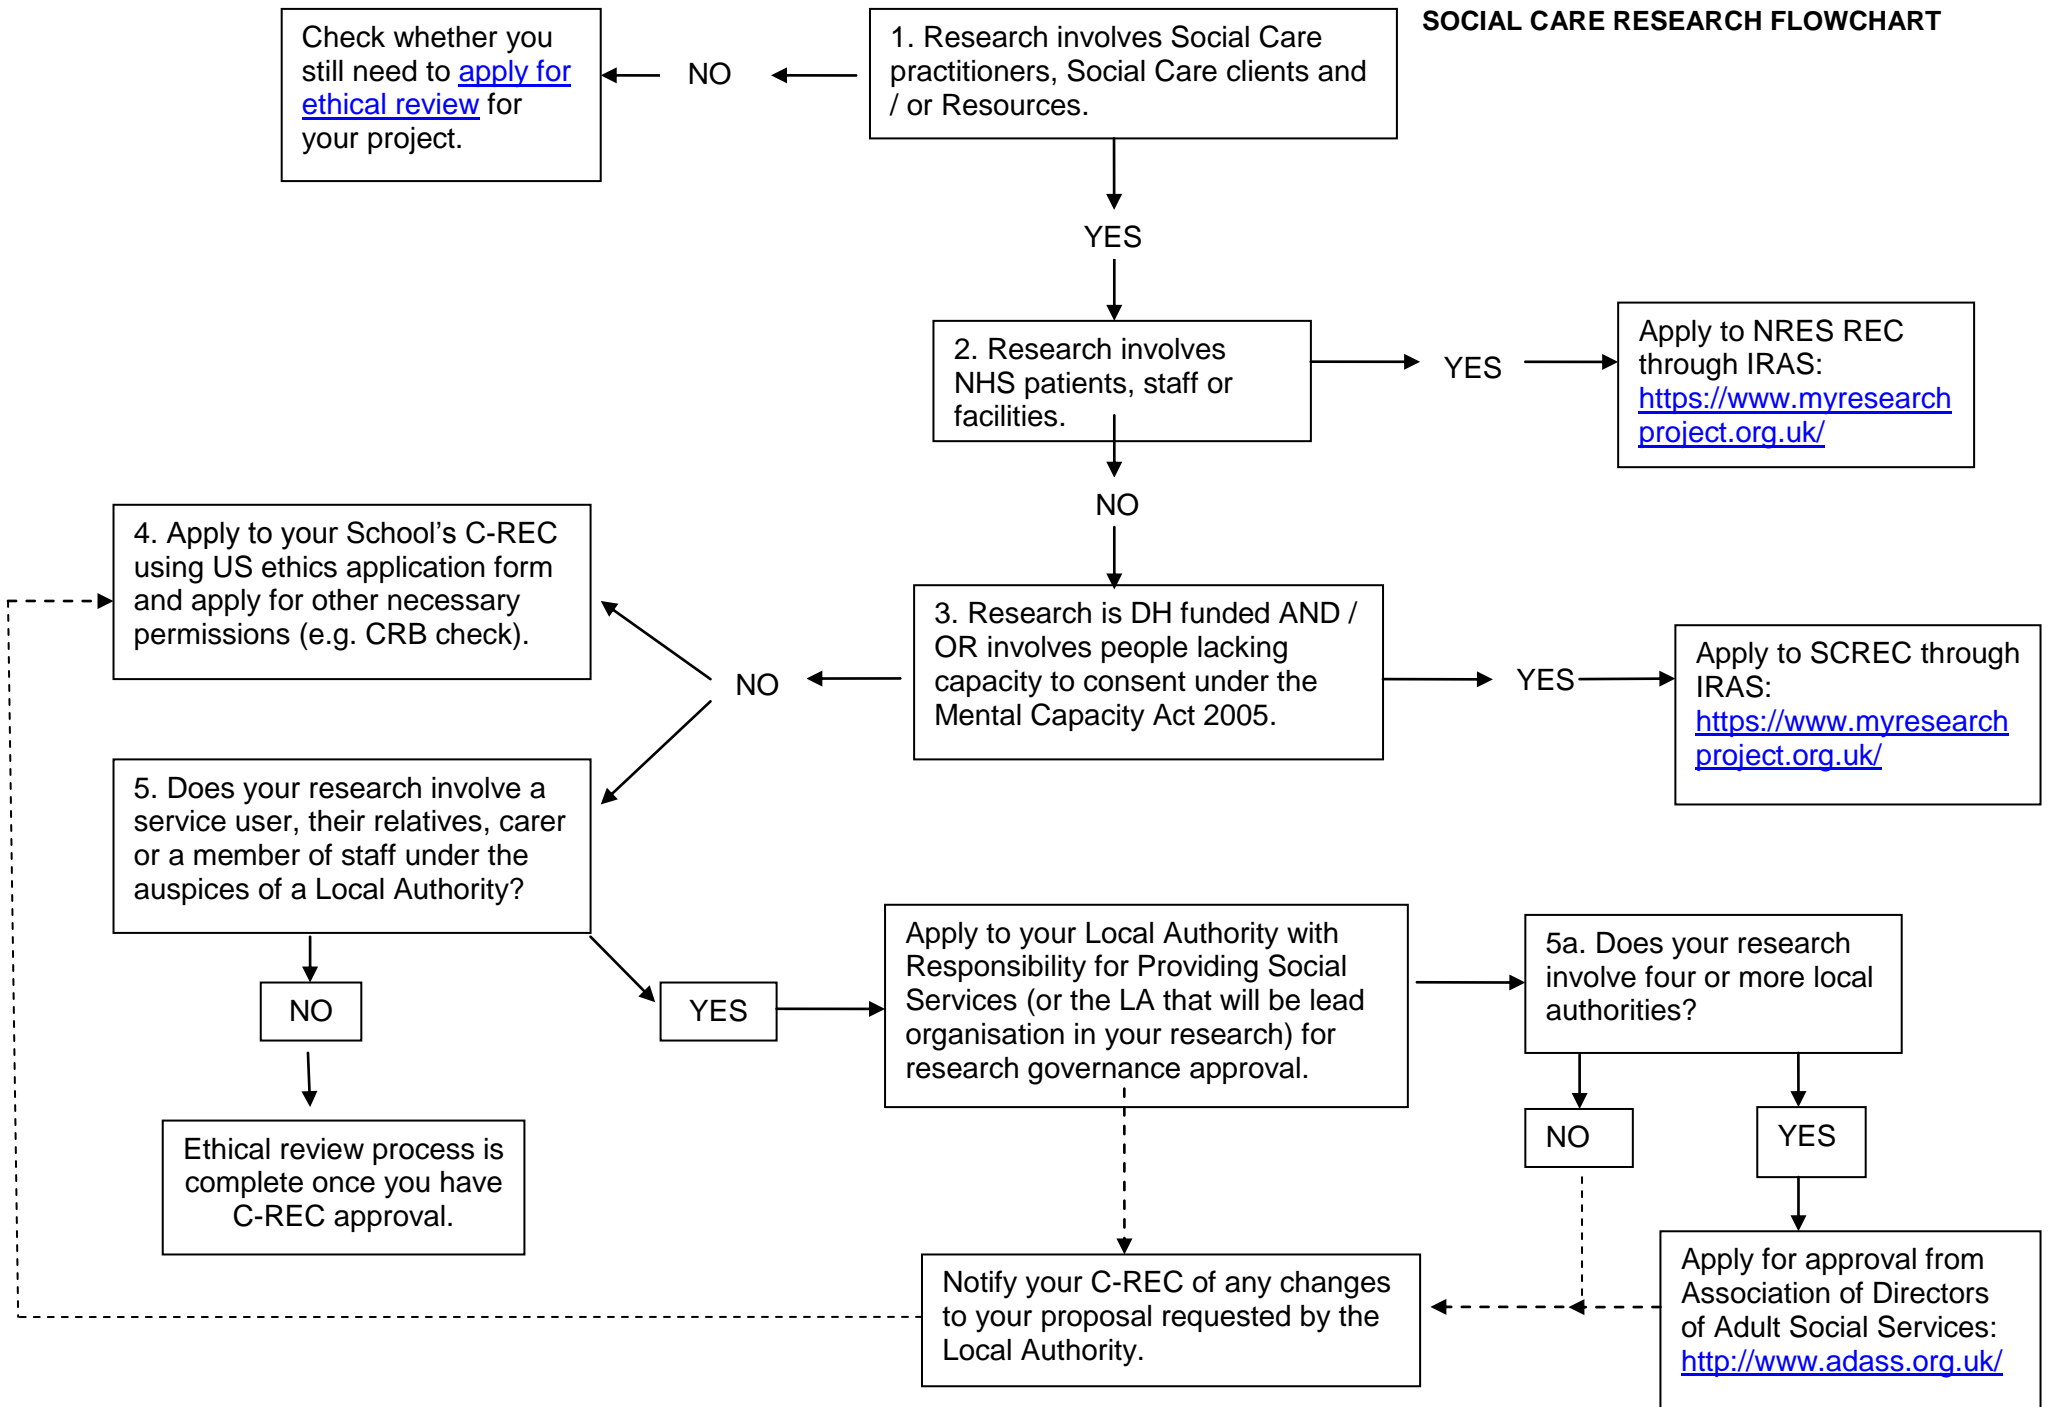 SOCIAL CARE RESEARCH FLOWCHART
Check whether you
still need to apply for
ethical review for
your project.
NO
1. Research involves Social Care
practitioners, Social Care clients and
/ or Resources.
YES
2. Research involves
NHS patients, staff or
facilities.
YES
Apply to NRES REC
through IRAS:
https://www.myresearch
project.org.uk/
NO
3. Research is DH funded AND /
OR involves people lacking
capacity to consent under the
Mental Capacity Act 2005.
YES
Apply to SCREC through
IRAS:
https://www.myresearch
project.org.uk/
NO
4. Apply to your School’s C-REC
using US ethics application form
and apply for other necessary
permissions (e.g. CRB check).
5. Does your research involve a
service user, their relatives, carer
or a member of staff under the
auspices of a Local Authority?
NO
Ethical review process is
complete once you have
C-REC approval.
YES
Apply to your Local Authority with
Responsibility for Providing Social
Services (or the LA that will be lead
organisation in your research) for
research governance approval.
5a. Does your research
involve four or more local
authorities?
NO
YES
Notify your C-REC of any changes
to your proposal requested by the
Local Authority.
Apply for approval from
Association of Directors
of Adult Social Services:
http://www.adass.org.uk/